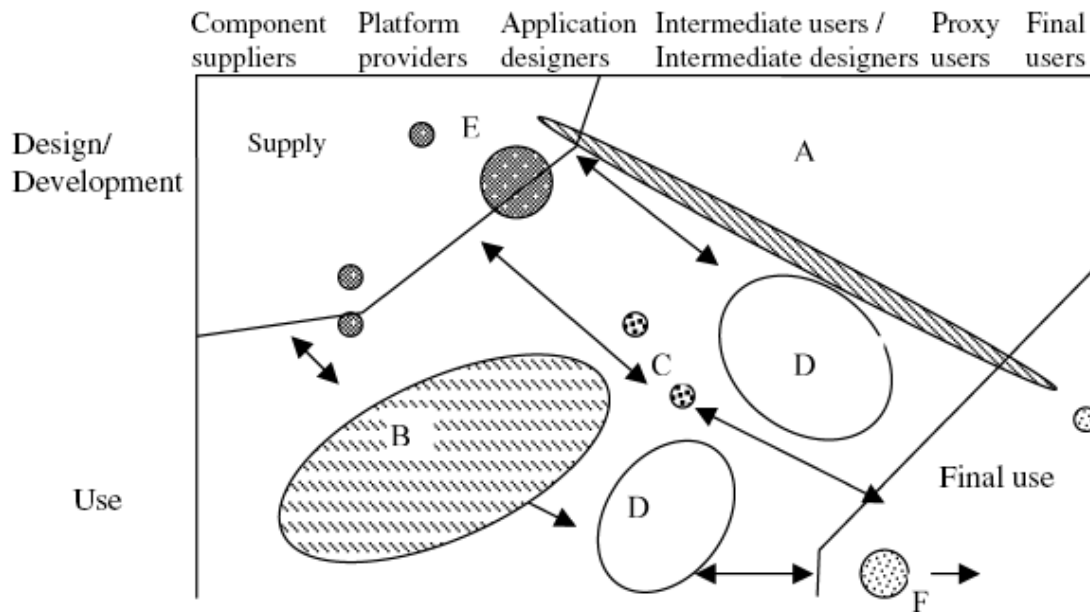 Component Platform Application Intermediate users / Proxy Final
suppliers providers designers Intermediate designers users users
Design/
Development
Supply
E
A
C
D
B
Use
D
Final use
F